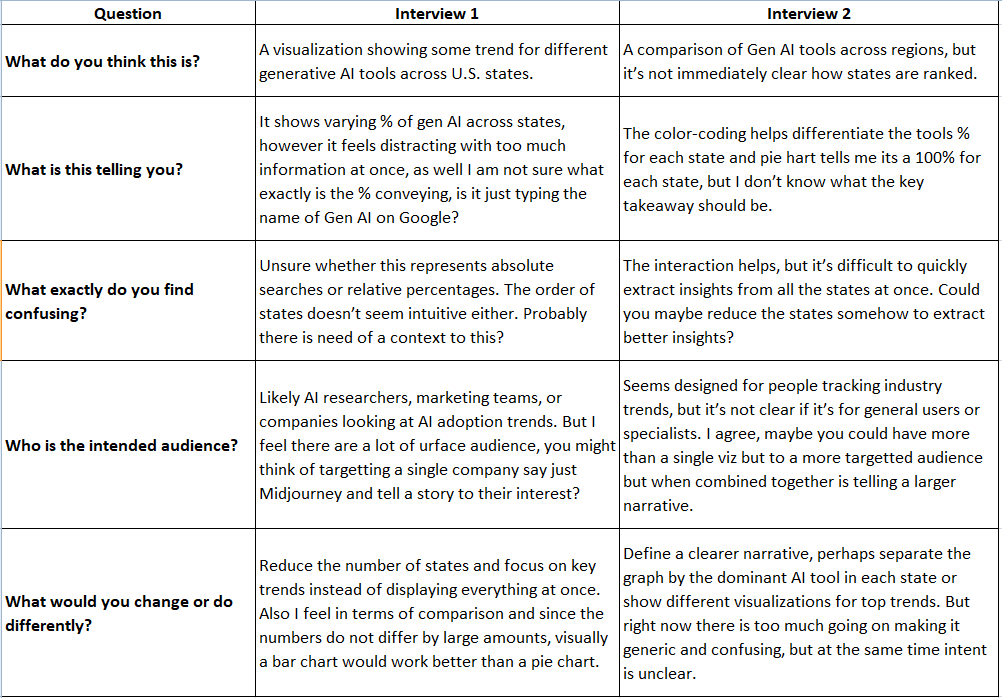 Question
Interview 1
Interview 2
What do you think this is?
A visualization showing some trend for different
generative AI tools across U.S. states.
A comparison of Gen AI tools across regions, but
it’s not immediately clear how states are ranked.
What is this telling you?
It shows varying % of gen AI across states,
however it feels distracting with too much
information at once, as well I am not sure what
exactly is the % conveying, is it just typing the
name of Gen AI on Google?
The color-coding helps differentiate the tools %
for each state and pie hart tells me its a 100% for
each state, but I don’t know what the key
takeaway should be.
What exactly do you find
confusing?
Unsure whether this represents absolute
searches or relative percentages. The order of
states doesn’t seem intuitive either. Probably
there is need of a context to this?
The interaction helps, but it’s difficult to quickly
extract insights from all the states at once. Could
you maybe reduce the states somehow to extract
better insights?
Who is the intended audience?
Likely AI researchers, marketing teams, or
companies looking at AI adoption trends. But I
feel there are a lot of urface audience, you might
think of targetting a single company say just
Midjourney and tell a story to their interest?
Seems designed for people tracking industry
trends, but it’s not clear if it’s for general users or
specialists. I agree, maybe you could have more
than a single viz but to a more targetted audience
but when combined together is telling a larger
narrative.
What would you change or do
differently?
Reduce the number of states and focus on key
trends instead of displaying everything at once.
Also I feel in terms of comparison and since the
numbers do not differ by large amounts, visually
a bar chart would work better than a pie chart.
Define a clearer narrative, perhaps separate the
graph by the dominant AI tool in each state or
show different visualizations for top trends. But
right now there is too much going on making it
generic and confusing, but at the same time intent
is unclear.